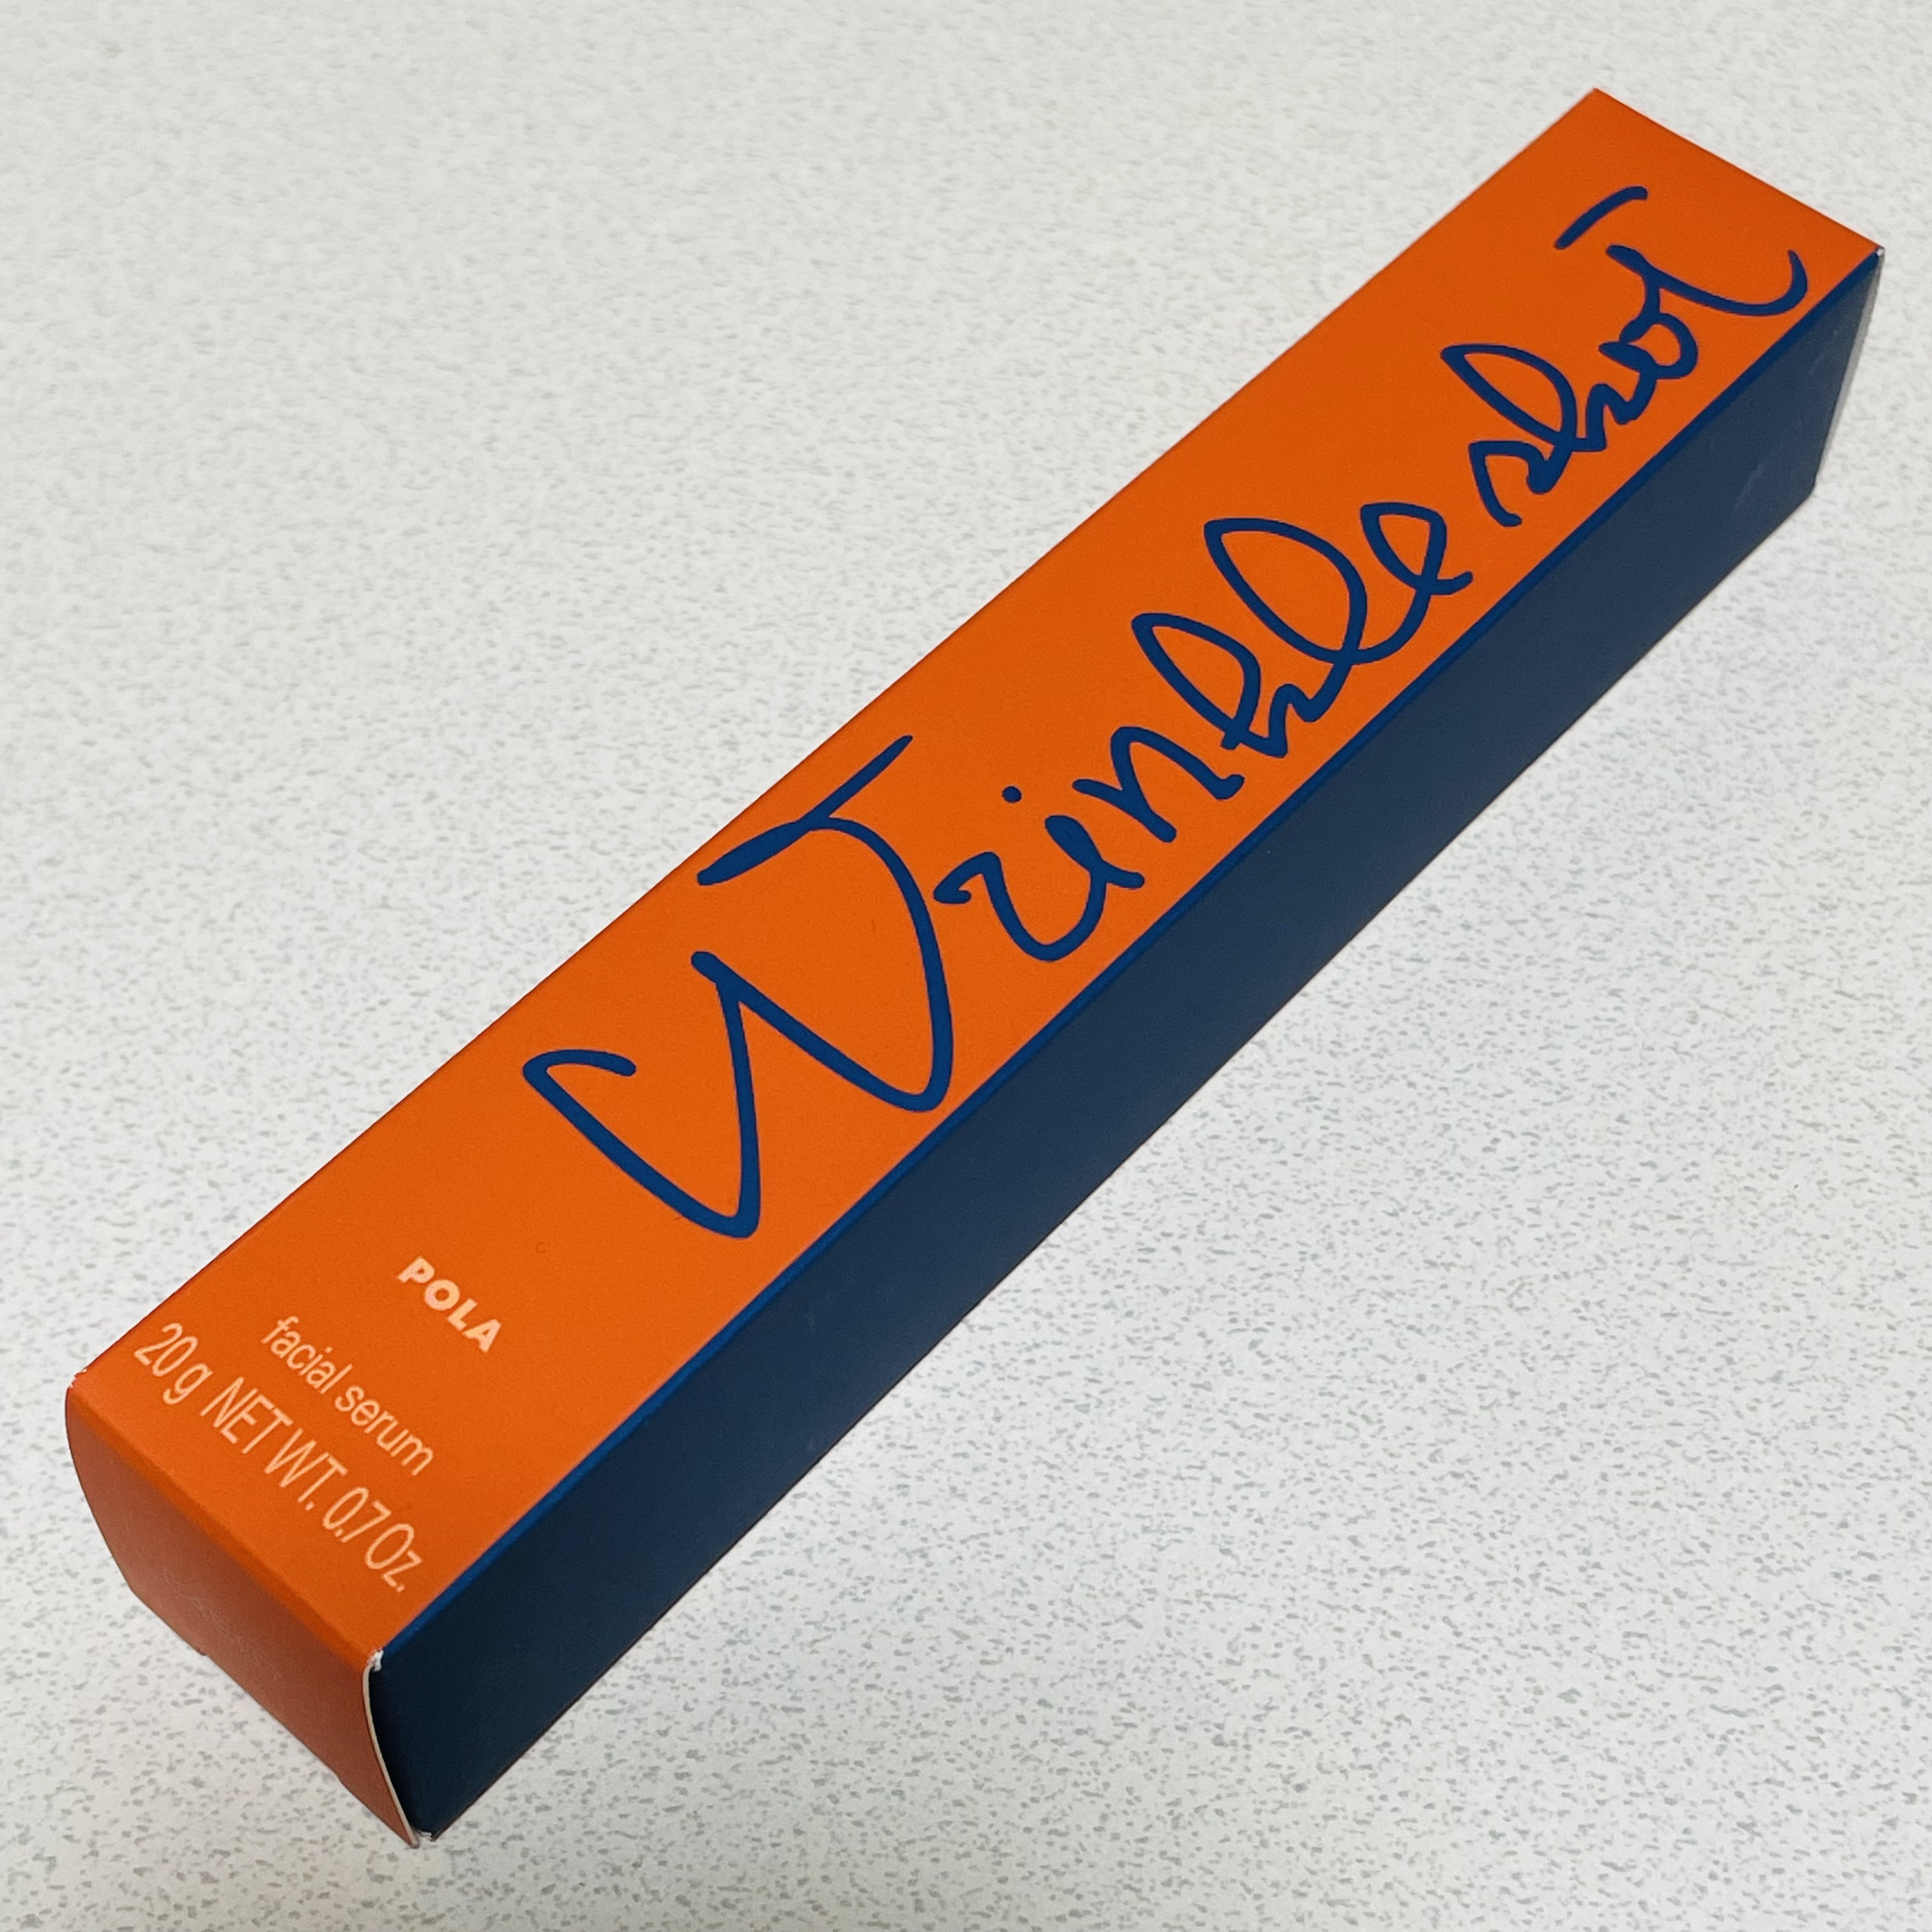 Wrinkle shot
POLA
facial serum
20g NET WT. 0.7 Oz.